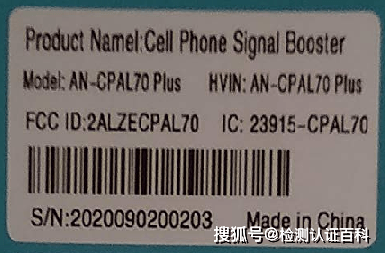 Product Namel:Cell Phone Signal Booster
Model: AN-CPAL70 Plus HVIN: AN-CPAL70 Plus
FCC ID:2ALZECPAL70 IC: 23915-CPAL70
S/N:2020090200203 Made in China
搜狐号@检测认证百科